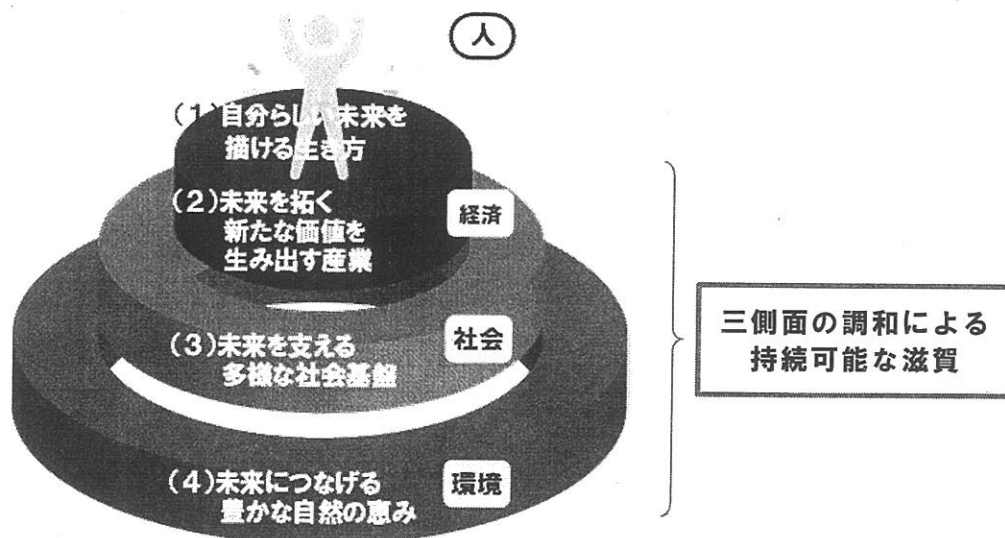 人
(1)自分らしい未来を
描ける生き方
(2)未来を拓く
新たな価値を
生み出す産業
経済
(3)未来を支える
多様な社会基盤
社会
(4)未来につなげる
豊かな自然の恵み
環境
三側面の調和による
持続可能な滋賀